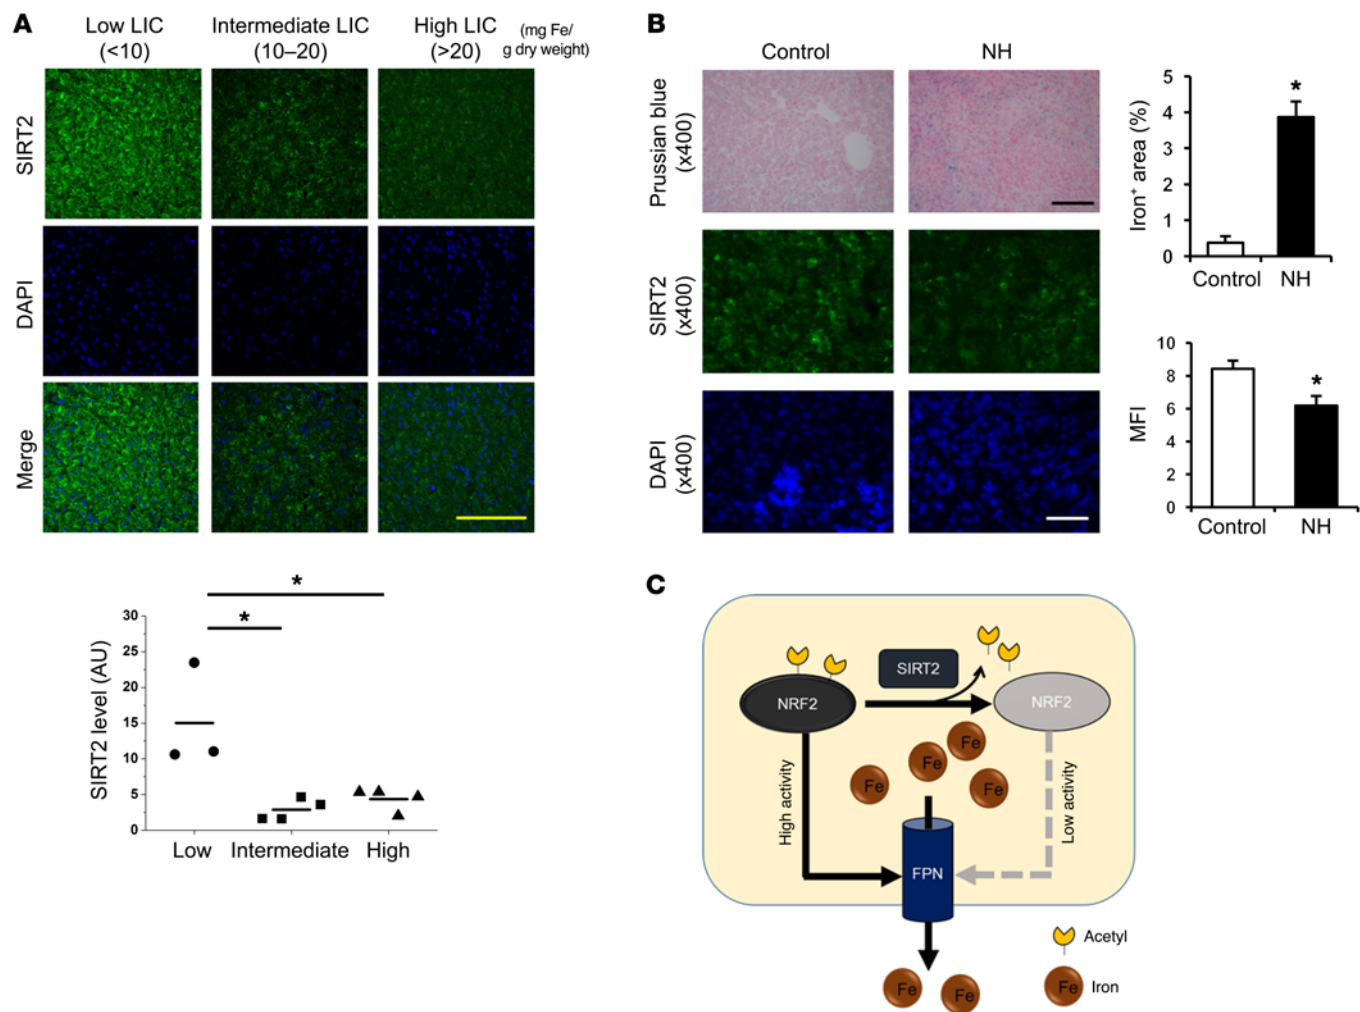 A
Low LIC
(<10)
Intermediate LIC
(10–20)
High LIC
(>20)
(mg Fe/
g dry weight)
SIRT2
DAPI
Merge
*
*
SIRT2 level (AU)
30
25
20
15
10
5
0
Low
Intermediate
High
B
Control
NH
Prussian blue
(x400)
SIRT2
(x400)
DAPI
(x400)
Iron⁺ area (%)
5
4
3
2
1
0
*
Control
NH
MFI
10
8
6
4
2
0
*
Control
NH
C
SIRT2
NRF2
NRF2
High activity
Low activity
Fe
Fe
Fe
Fe
FPN
Fe
Fe
Acetyl
Fe
Iron